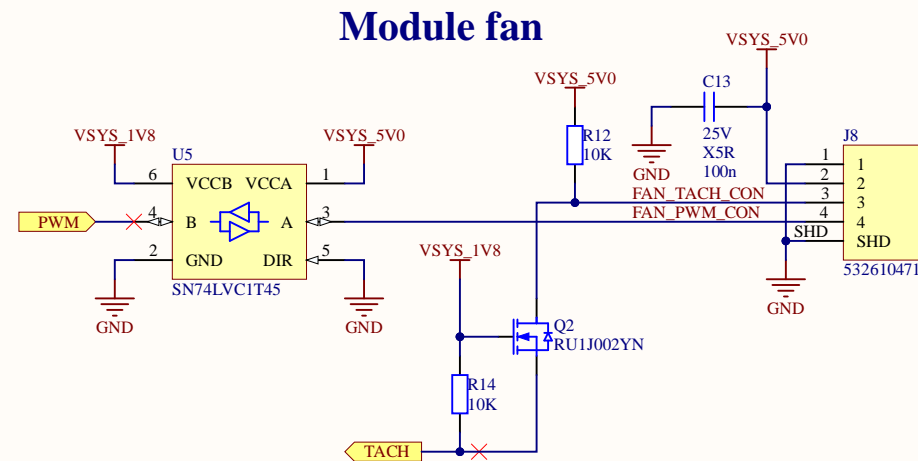 Module fan
VSYS_5V0
VSYS_5V0
C13
25V
X5R
100n
GND
R12
10K
J8
VSYS_1V8
VSYS_5V0
U5
6 VCCB VCCA 1
PWM 4 B A 3
2 GND DIR 5
SN74LVC1T45
GND
GND
1 1
2 2
FAN_TACH_CON 3 3
FAN_PWM_CON 4 4
SHD SHD
532610471
GND
VSYS_1V8
Q2
RU1J002YN
R14
10K
TACH